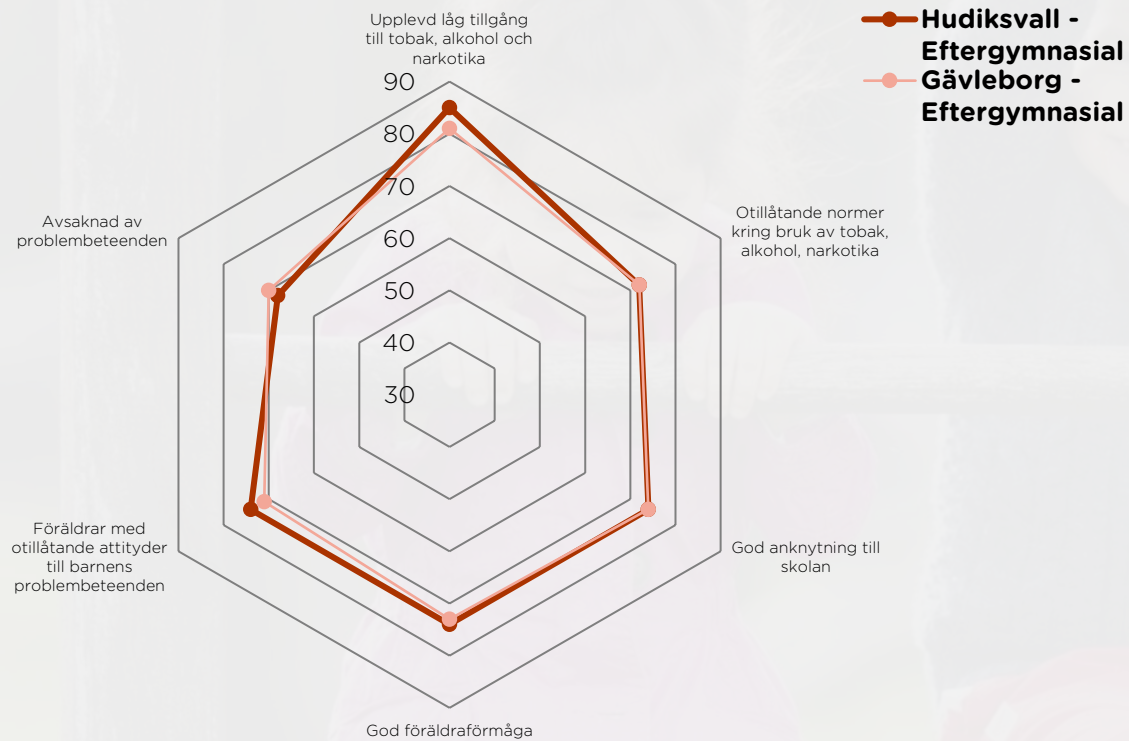 Upplevd låg tillgång
till tobak, alkohol och
narkotika
Hudiksvall -
Eftergymnasial
Gävleborg -
Eftergymnasial
90
80
70
60
50
40
30
Avsaknad av
problembeteenden
Otillåtande normer
kring bruk av tobak,
alkohol, narkotika
Föräldrar med
otillåtande attityder
till barnens
problembeteenden
God anknytning till
skolan
God föräldraförmåga